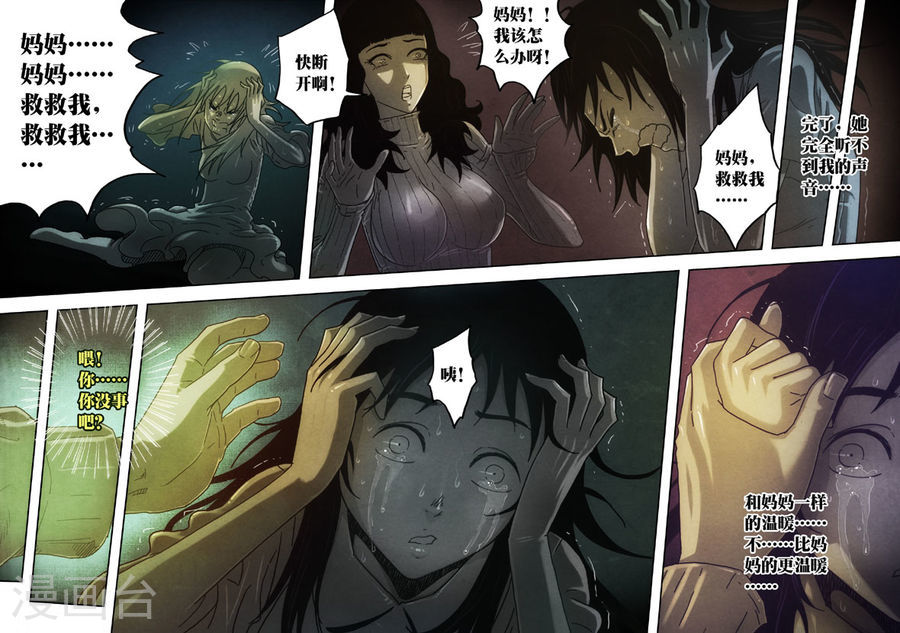 妈妈……
妈妈……
救救我，
救救我…
……
快断
开啊！
妈妈！！
我该怎
么办呀！
妈妈，
救救我
……
完了，她
完全听不
到我的声
音……
喂！
你……
你没事
吧？
咦！
和妈妈一样
的温暖……
不……比妈
妈的更温暖
……
漫画台